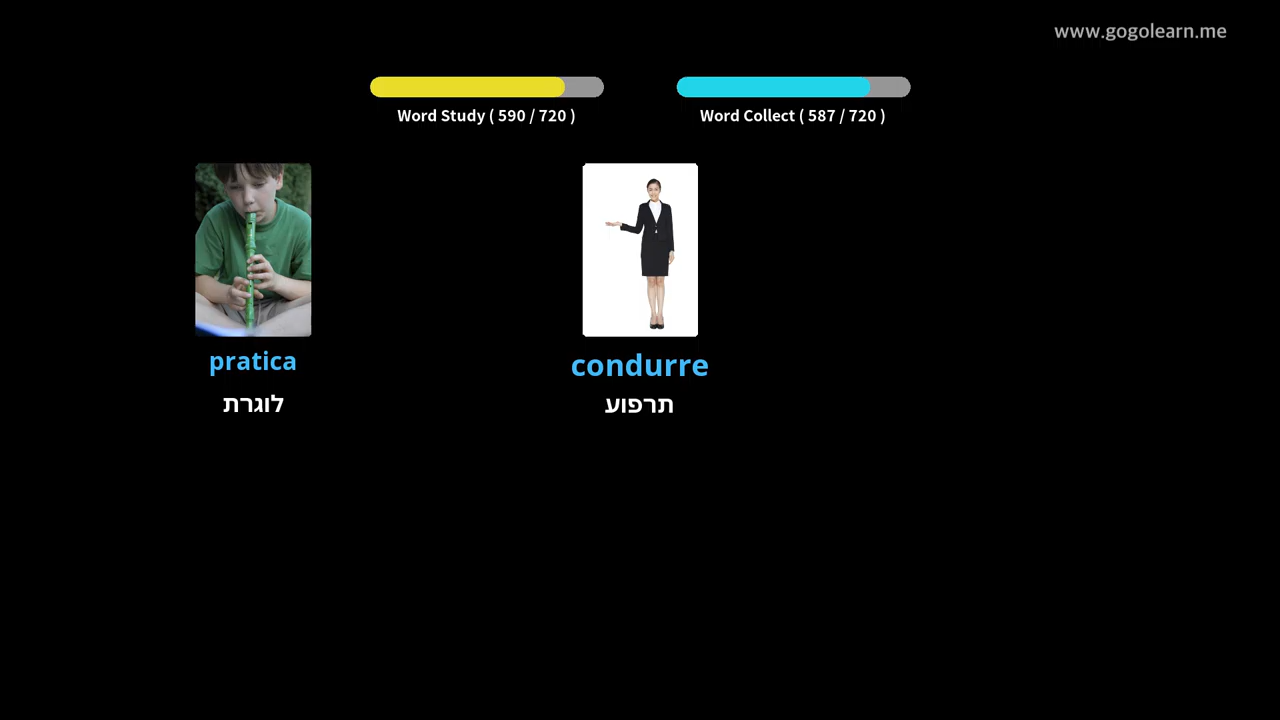 www.gogolearn.me
Word Study ( 590 / 720 )
Word Collect ( 587 / 720 )
pratica
לוגרת
condurre
תרפוע